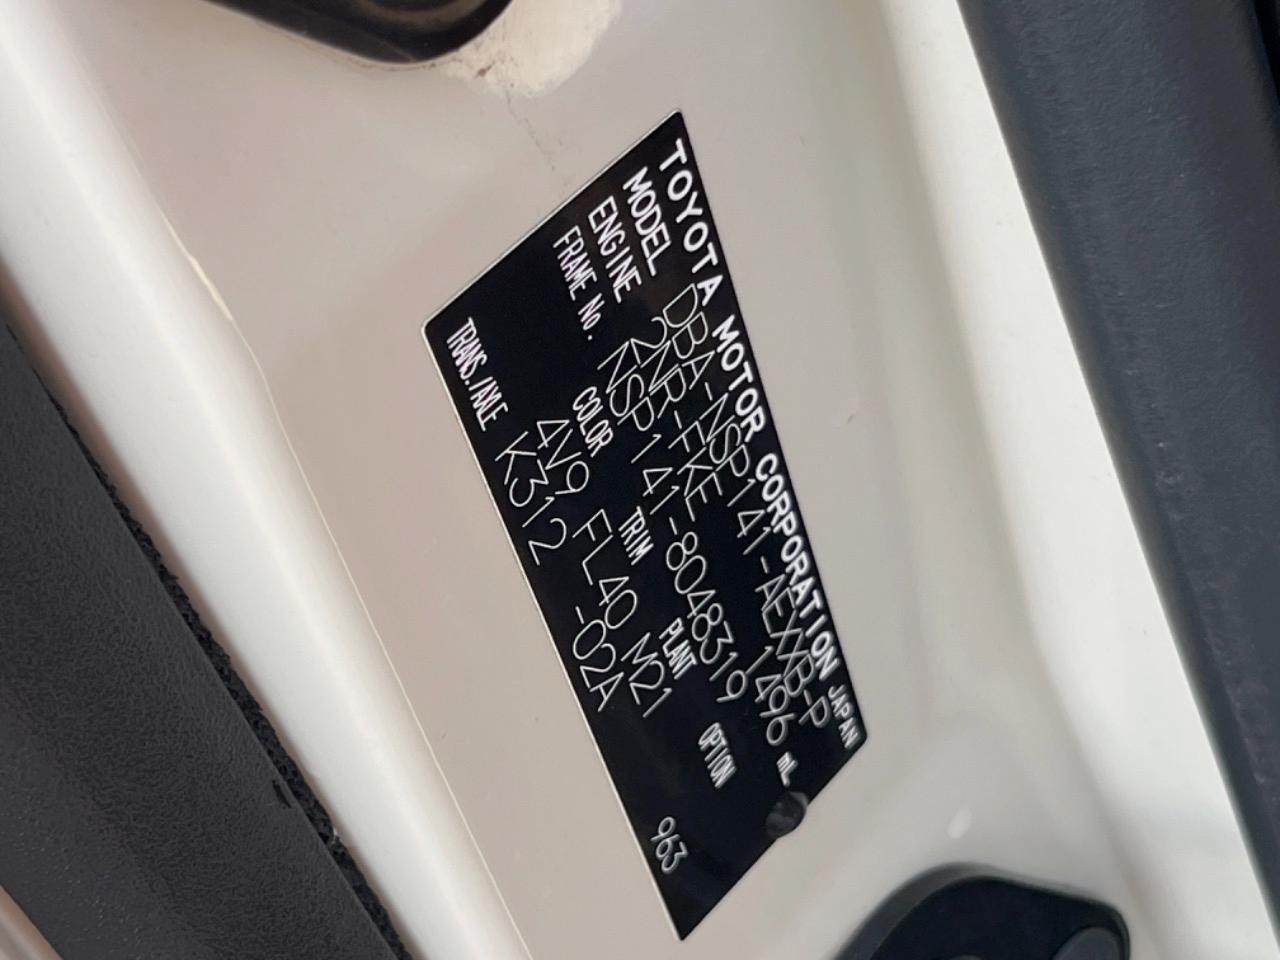 TOYOTA MOTOR CORPORATION JAPAN
MODEL DBA-NSP141-AEXXB-P
ENGINE 2NR-FKE 1496 mL
FRAME No. NSP141-8048319
COLOR TRIM PLANT OPTION
4V9 FL40 M21
TRANS./AXLE K312 -02A
963